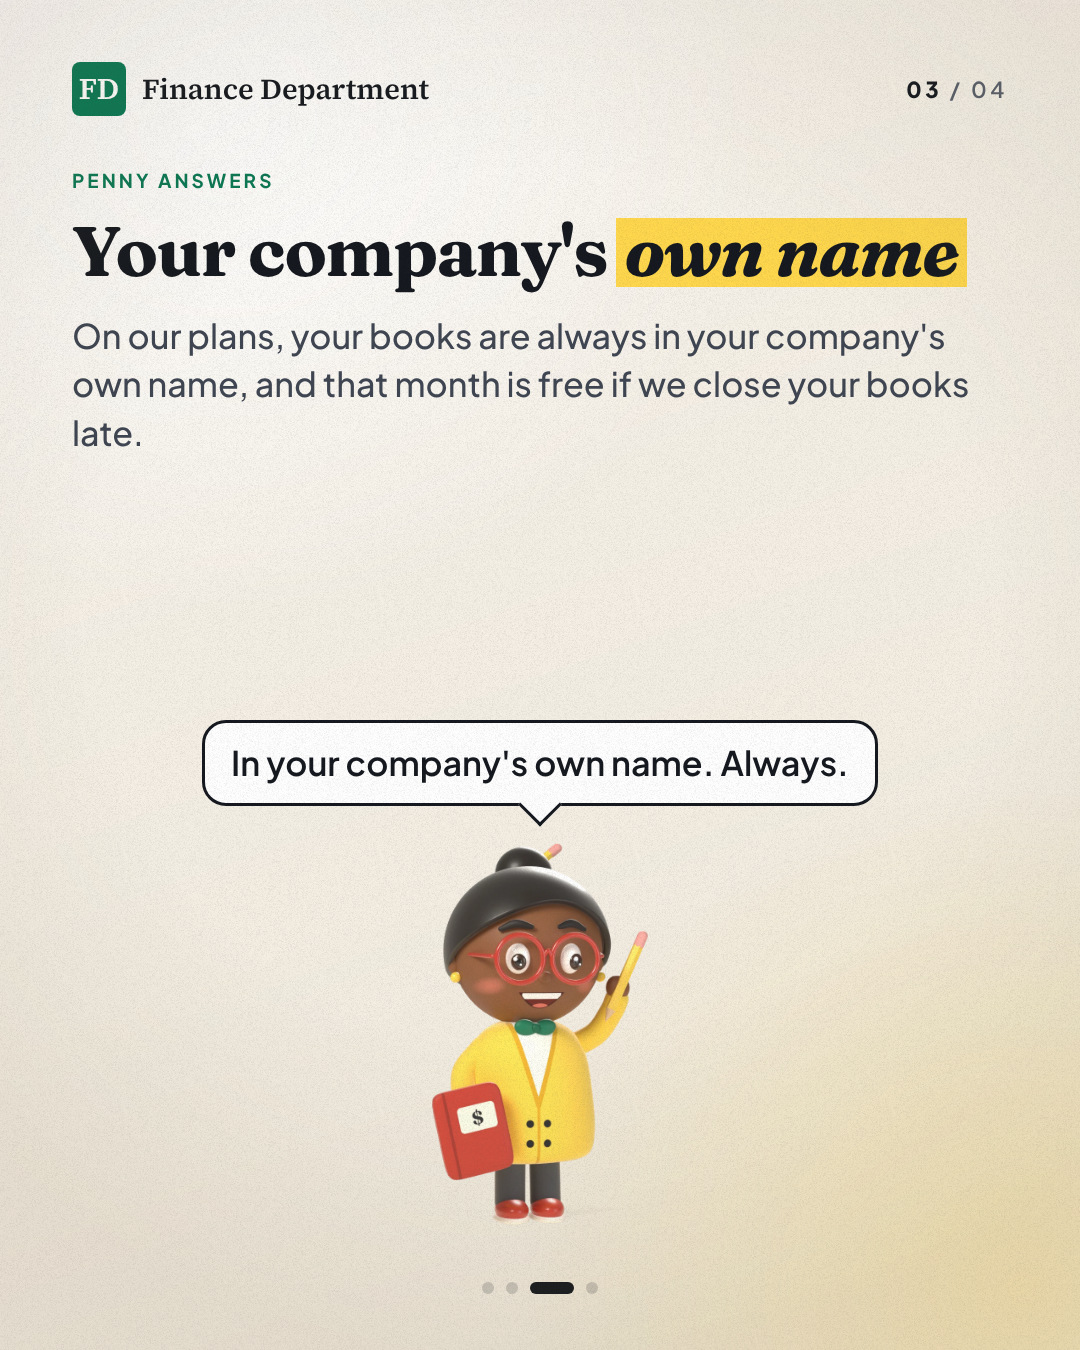 FD Finance Department
03 / 04
PENNY ANSWERS
Your company's own name
On our plans, your books are always in your company's
own name, and that month is free if we close your books
late.
In your company's own name. Always.
$